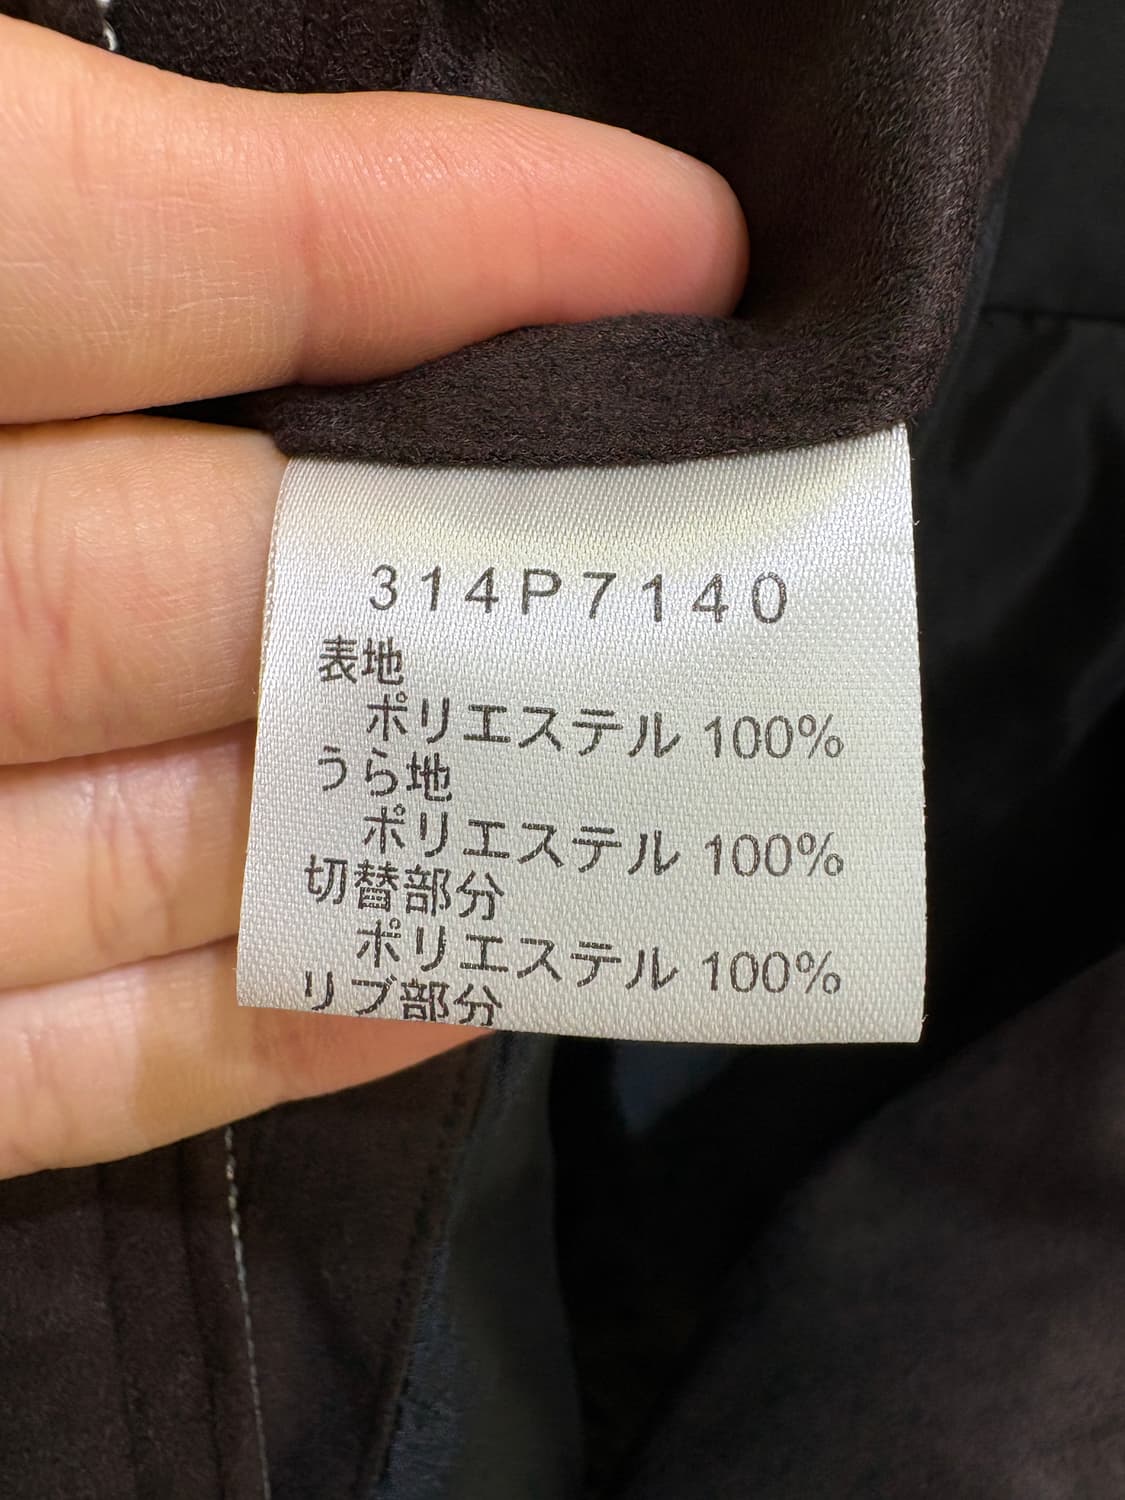 314P7140
表地
ポリエステル 100%
うら地
ポリエステル 100%
切替部分
ポリエステル 100%
リブ部分